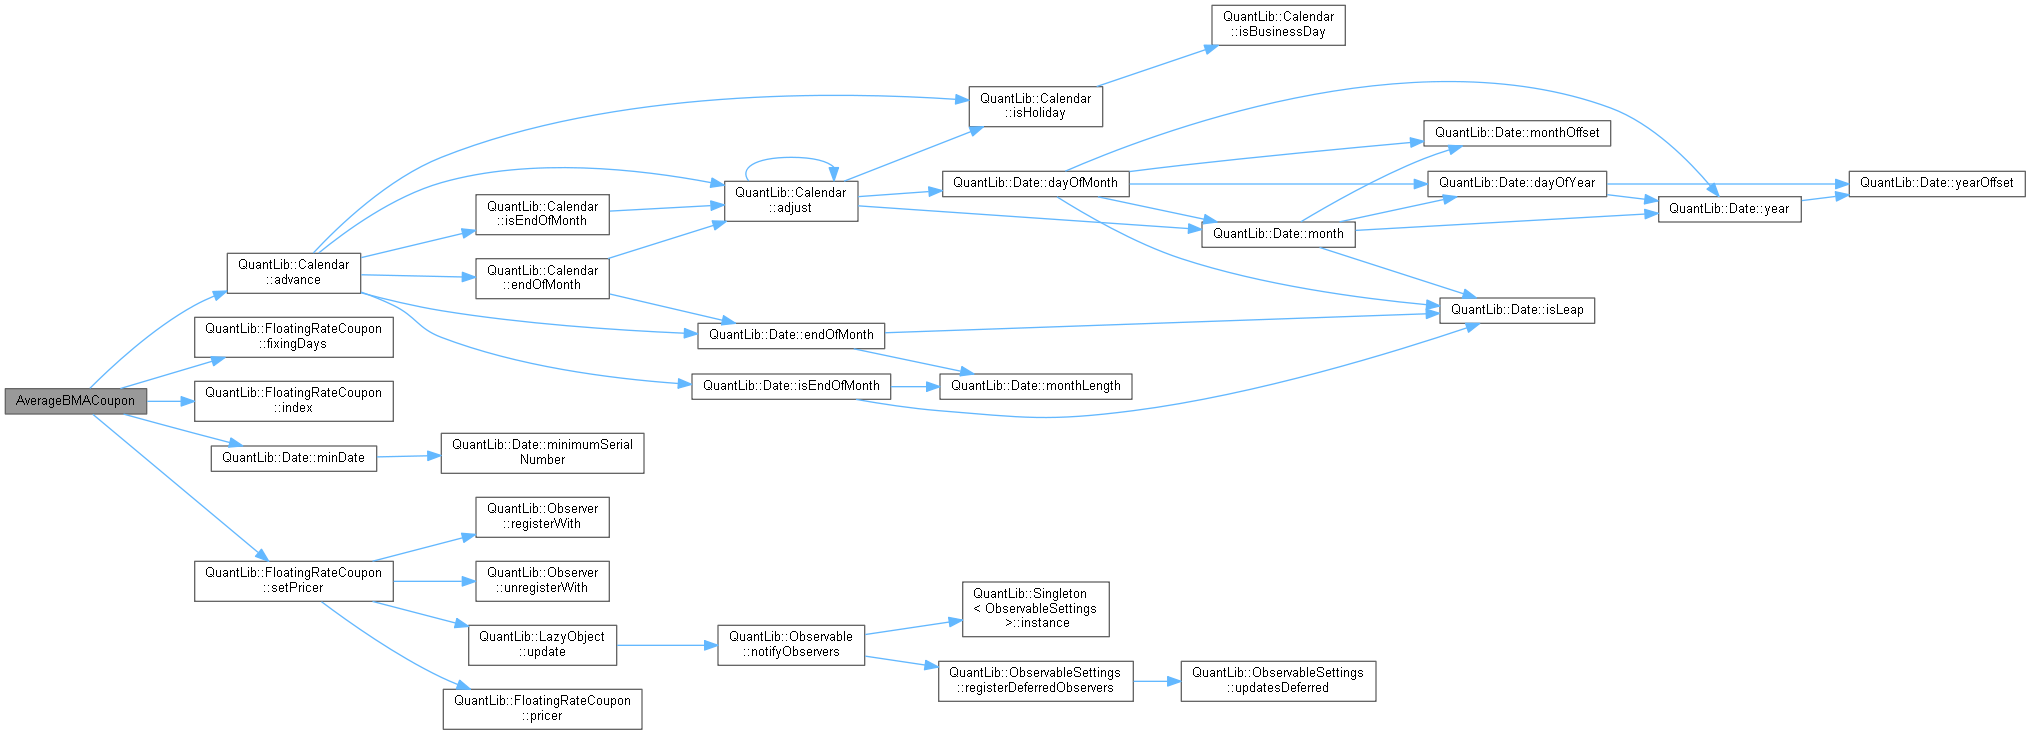 QuantLib::Calendar
::isBusinessDay
QuantLib::Calendar
::isHoliday
QuantLib::Date::monthOffset
QuantLib::Calendar
::adjust
QuantLib::Date::dayOfMonth
QuantLib::Date::dayOfYear
QuantLib::Date::yearOffset
QuantLib::Calendar
::isEndOfMonth
QuantLib::Date::month
QuantLib::Date::year
QuantLib::Calendar
::advance
QuantLib::Calendar
::endOfMonth
QuantLib::Date::isLeap
QuantLib::FloatingRateCoupon
::fixingDays
QuantLib::Date::endOfMonth
AverageBMACoupon
QuantLib::FloatingRateCoupon
::index
QuantLib::Date::isEndOfMonth
QuantLib::Date::monthLength
QuantLib::Date::minDate
QuantLib::Date::minimumSerial
Number
QuantLib::Observer
::registerWith
QuantLib::FloatingRateCoupon
::setPricer
QuantLib::Observer
::unregisterWith
QuantLib::Singleton
< ObservableSettings
>::instance
QuantLib::LazyObject
::update
QuantLib::Observable
::notifyObservers
QuantLib::ObservableSettings
::registerDeferredObservers
QuantLib::ObservableSettings
::updatesDeferred
QuantLib::FloatingRateCoupon
::pricer